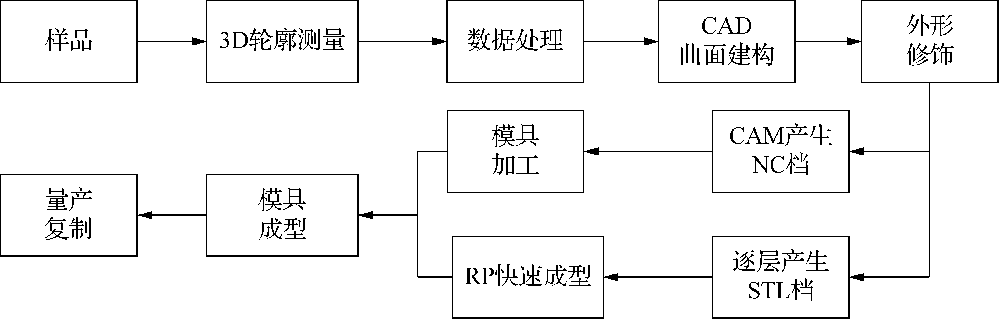 样品
3D轮廓测量
数据处理
CAD
曲面建构
外形
修饰
CAM产生
NC档
模具
加工
逐层产生
STL档
RP快速成型
模具
成型
量产
复制